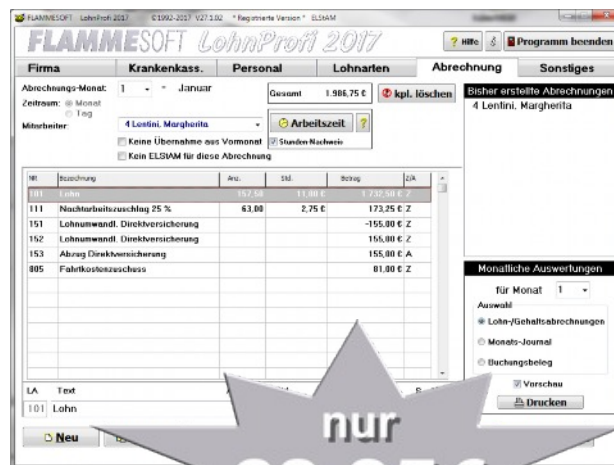 FLAMMESOFT LohnProfi 2017 ©1992-2017 V27.1.02 * Registrierte Version * ELStAM
FLAMMESOFT LohnProfi 2017
? Hilfe Programm beenden
Firma Krankenkass. Personal Lohnarten Abrechnung Sonstiges
Abrechnungs-Monat: 1 - Januar
Gesamt 1.986,75 € kpl. löschen
Zeitraum: Monat
Tag
Mitarbeiter: 4 Lentini, Margherita
Arbeitszeit ?
Keine Übernahme aus Vormonat
Stunden-Nachweis
Kein ELStAM für diese Abrechnung
Bisher erstellte Abrechnungen
4 Lentini, Margherita
NR Bezeichnung Anz. Std. Betrag Z/A
101 Lohn 157,50 11,00 € 1.732,50 € Z
111 Nachtarbeitszuschlag 25 % 63,00 2,75 € 173,25 € Z
151 Lohnumwandl. Direktversicherung -155,00 € Z
152 Lohnumwandl. Direktversicherung 155,00 € Z
153 Abzug Direktversicherung 155,00 € A
805 Fahrtkostenzuschuss 81,00 € Z
Monatliche Auswertungen
für Monat 1
Auswahl
Lohn-/Gehaltsabrechnungen
Monats-Journal
Buchungsbeleg
Vorschau
Drucken
LA Text
101 Lohn
Neu
nur